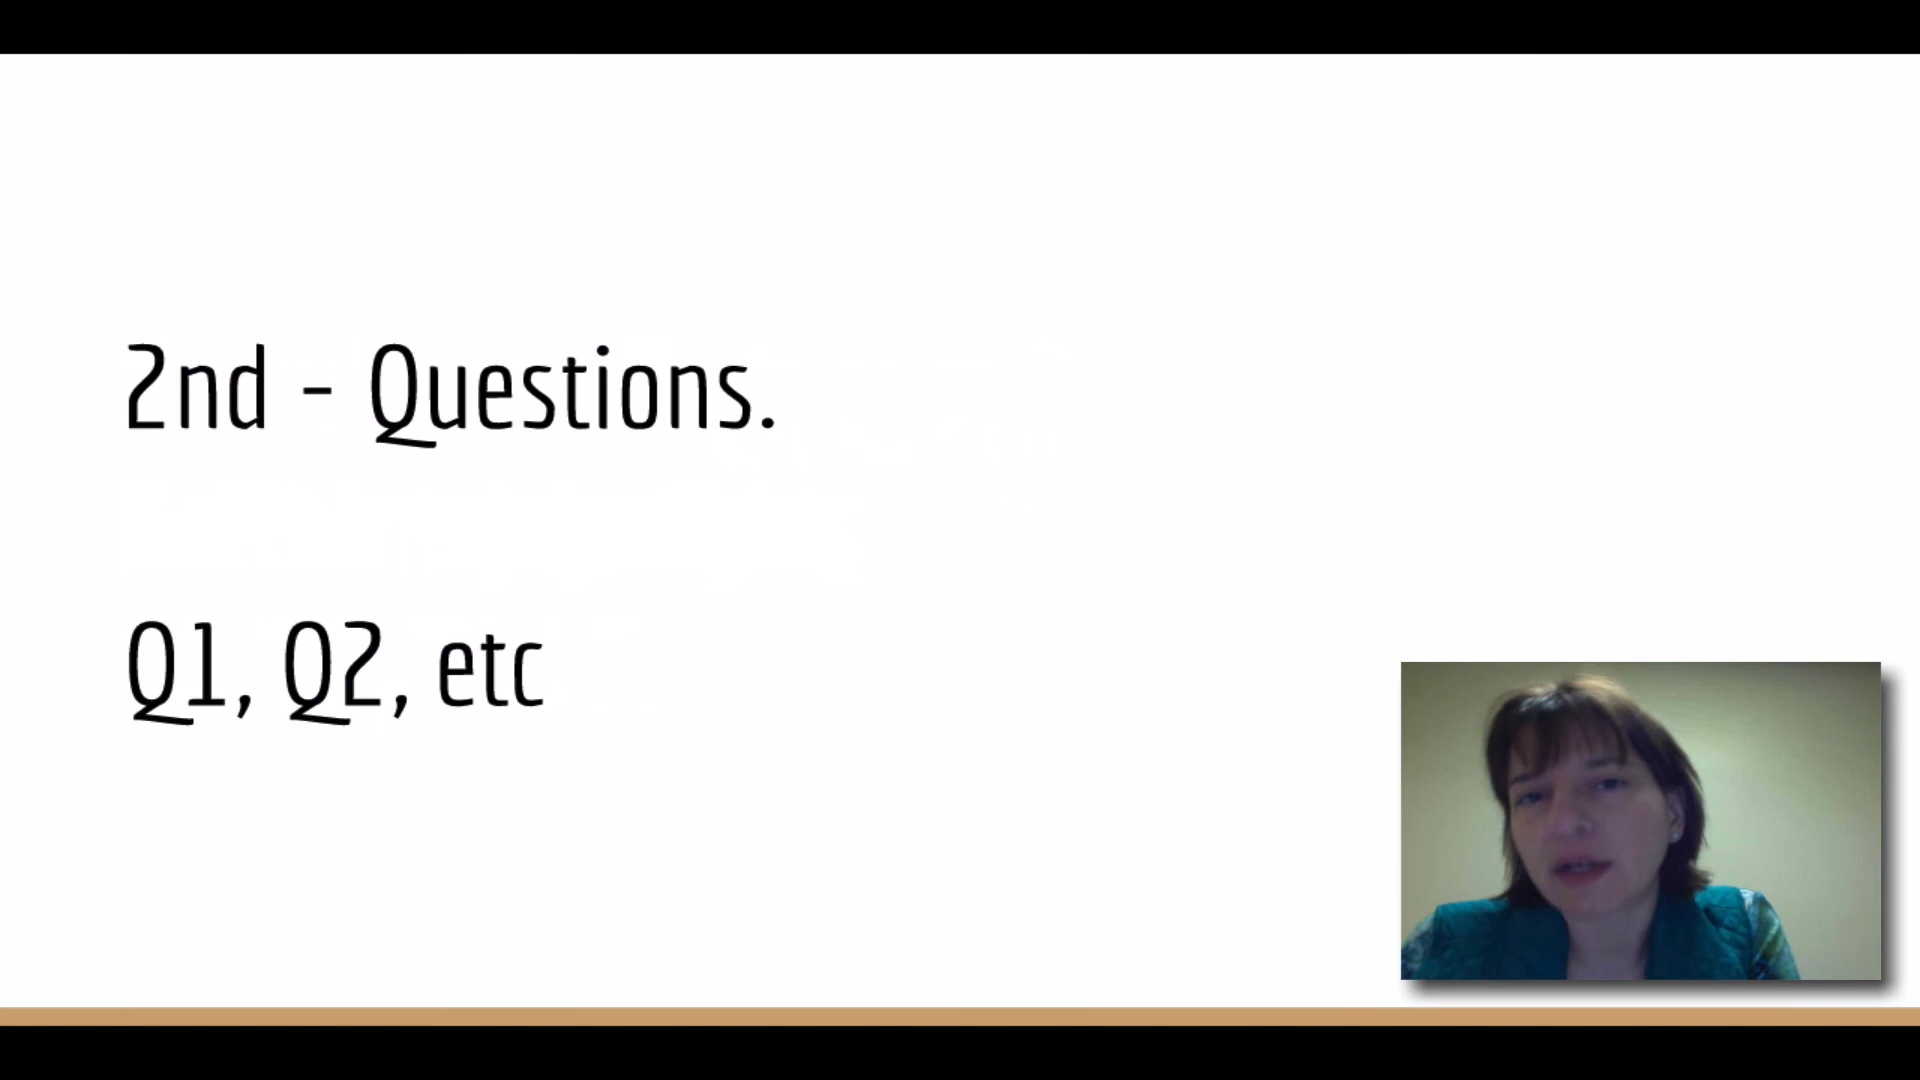 2nd - Questions.
Q1, Q2, etc